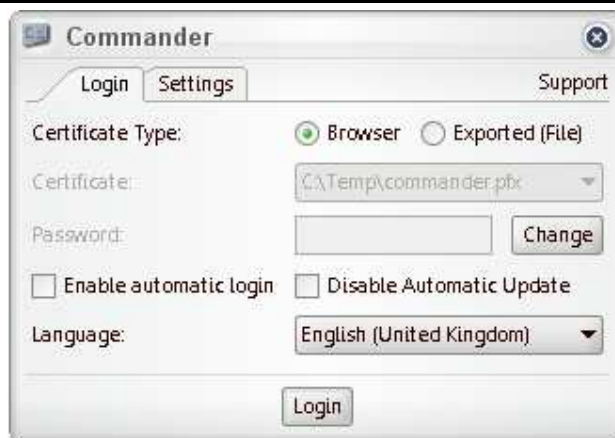 Commander
Login Settings Support
Certificate Type: Browser Exported (File)
Certificate: C:\Temp\commander.pfx
Password: Change
Enable automatic login Disable Automatic Update
Language: English (United Kingdom)
Login